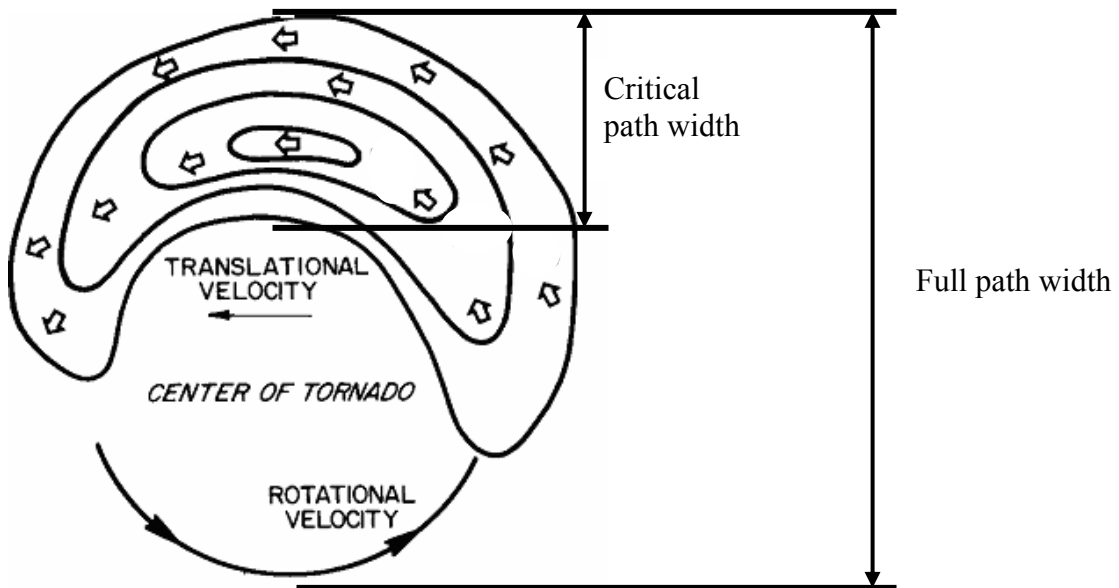 Critical
path width
Full path width
TRANSLATIONAL
VELOCITY
CENTER OF TORNADO
ROTATIONAL
VELOCITY